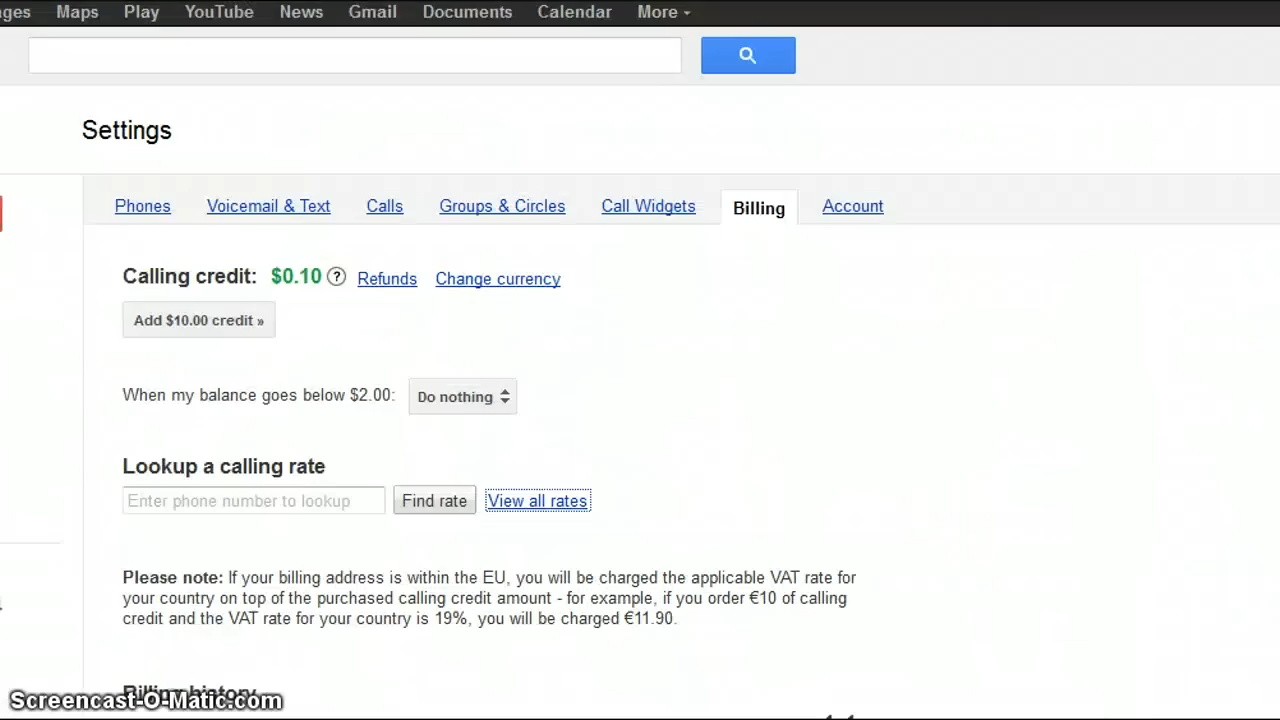 Maps Play YouTube News Gmail Documents Calendar More
Settings
Phones Voicemail & Text Calls Groups & Circles Call Widgets Billing Account
Calling credit: $0.10 ? Refunds Change currency
Add $10.00 credit »
When my balance goes below $2.00: Do nothing
Lookup a calling rate
Enter phone number to lookup Find rate View all rates
Please note: If your billing address is within the EU, you will be charged the applicable VAT rate for
your country on top of the purchased calling credit amount - for example, if you order €10 of calling
credit and the VAT rate for your country is 19%, you will be charged €11.90.
Billing history
Screencast-O-Matic.com